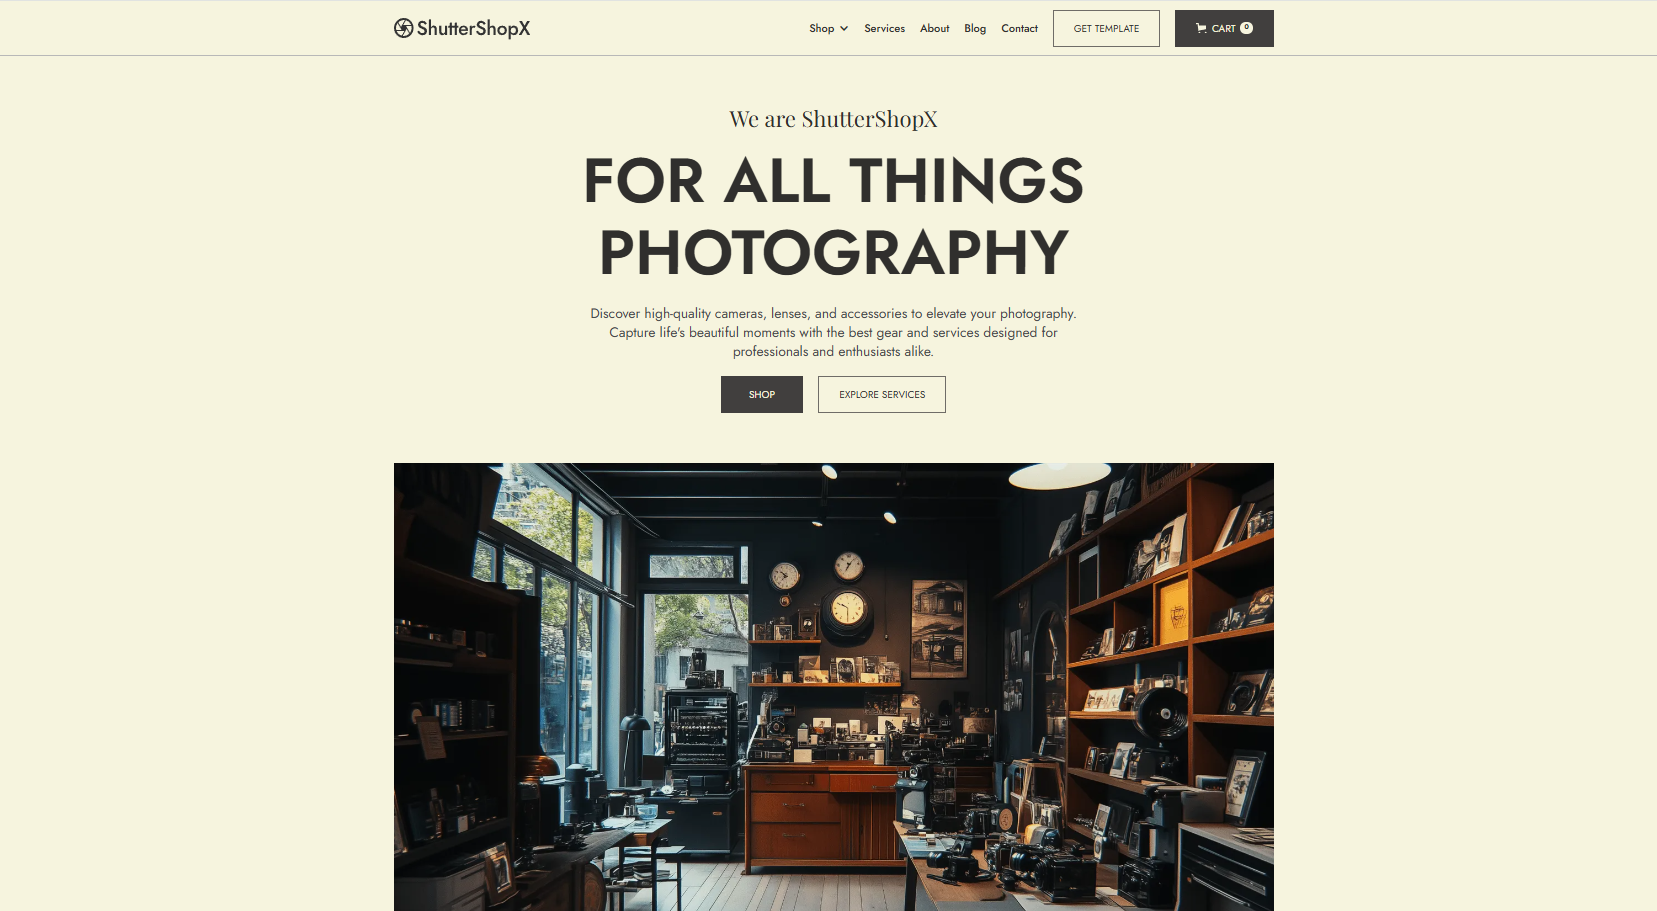 ShutterShopX
Shop Services About Blog Contact GET TEMPLATE CART 0
We are ShutterShopX
FOR ALL THINGS
PHOTOGRAPHY
Discover high-quality cameras, lenses, and accessories to elevate your photography.
Capture life's beautiful moments with the best gear and services designed for
professionals and enthusiasts alike.
SHOP EXPLORE SERVICES